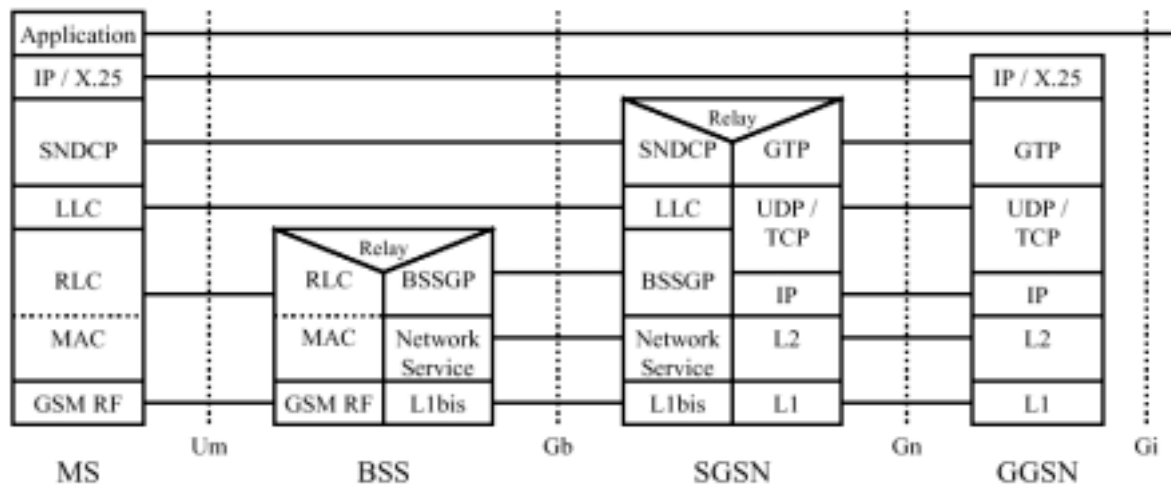 Application
IP / X.25
SNDCP
LLC
RLC
MAC
GSM RF
MS
Um
Relay
RLC
BSSGP
MAC
Network
Service
GSM RF
L1bis
BSS
Gb
Relay
SNDCP
GTP
LLC
UDP /
TCP
BSSGP
IP
Network
Service
L2
L1bis
L1
SGSN
Gn
IP / X.25
GTP
UDP /
TCP
IP
L2
L1
GGSN
Gi